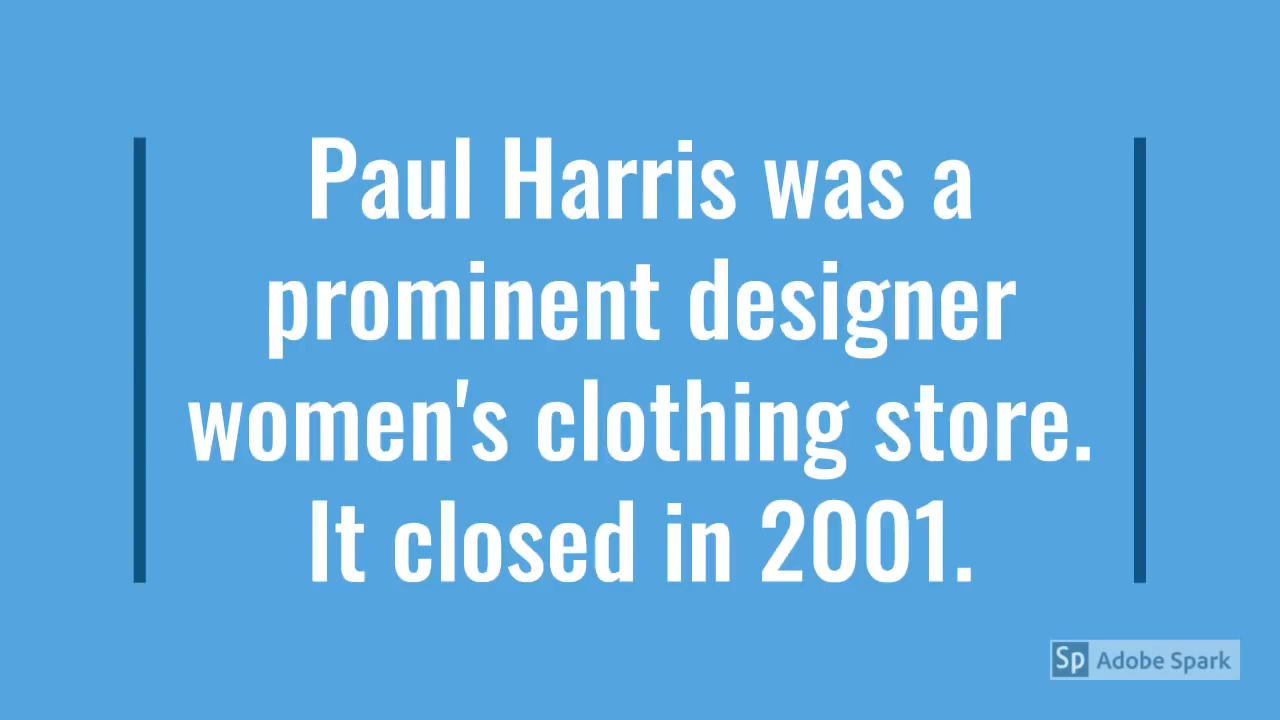 Paul Harris was a
prominent designer
women's clothing store.
It closed in 2001.
Sp Adobe Spark